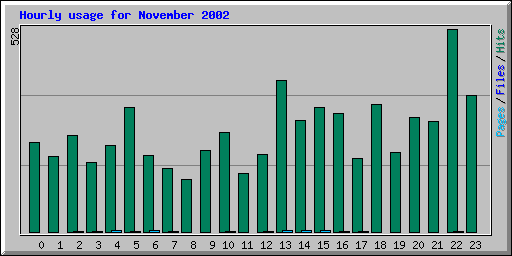 Hourly usage for November 2002
528
Pages / Files / Hits
0 1 2 3 4 5 6 7 8 9 10 11 12 13 14 15 16 17 18 19 20 21 22 23